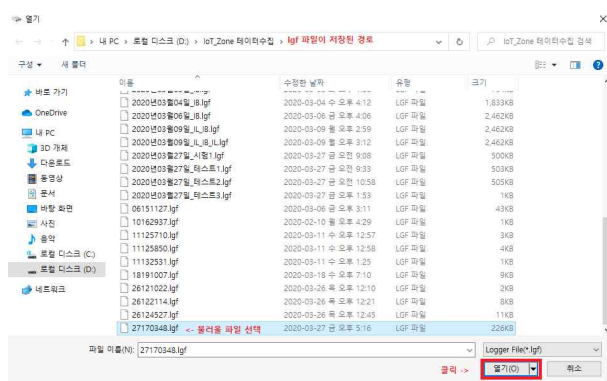 열기
내 PC > 로컬 디스크 (D:) > IoT_Zone 데이터수집 > lgf 파일이 저장된 경로
IoT_Zone 데이터수집 검색
구성 새 폴더
이름 수정한 날짜 유형 크기
바로 가기
2020년03월04일_I8.lgf 2020-03-04 수 오후 4:12 LGF 파일 1,833KB
OneDrive
2020년03월06일_I8.lgf 2020-03-06 금 오후 4:06 LGF 파일 2,462KB
2020년03월09일_IL_I8.lgf 2020-03-09 월 오후 2:59 LGF 파일 2,462KB
내 PC
2020년03월09일_IL_I8_IL.lgf 2020-03-09 월 오후 3:12 LGF 파일 2,462KB
3D 개체
2020년03월27일_시험1.lgf 2020-03-27 금 오전 9:08 LGF 파일 500KB
다운로드
2020년03월27일_테스트1.lgf 2020-03-27 금 오전 9:33 LGF 파일 503KB
동영상
2020년03월27일_테스트2.lgf 2020-03-27 금 오전 10:58 LGF 파일 505KB
문서
2020년03월27일_테스트3.lgf 2020-03-27 금 오후 1:53 LGF 파일 1KB
바탕 화면
06151127.lgf 2020-03-06 금 오후 3:11 LGF 파일 43KB
사진
10162937.lgf 2020-02-10 월 오후 4:29 LGF 파일 1KB
음악
11125710.lgf 2020-03-11 수 오후 12:57 LGF 파일 3KB
로컬 디스크 (C:)
11125850.lgf 2020-03-11 수 오후 12:58 LGF 파일 4KB
로컬 디스크 (D:)
11132531.lgf 2020-03-11 수 오후 1:25 LGF 파일 1KB
18191007.lgf 2020-03-18 수 오후 7:10 LGF 파일 9KB
네트워크
26121022.lgf 2020-03-26 목 오후 12:10 LGF 파일 2KB
26122114.lgf 2020-03-26 목 오후 12:21 LGF 파일 8KB
26124527.lgf 2020-03-26 목 오후 12:45 LGF 파일 11KB
27170348.lgf <- 불러올 파일 선택 2020-03-27 금 오후 5:16 LGF 파일 226KB
파일 이름(N): 27170348.lgf Logger File(*.lgf)
클릭 -> 열기(O) 취소